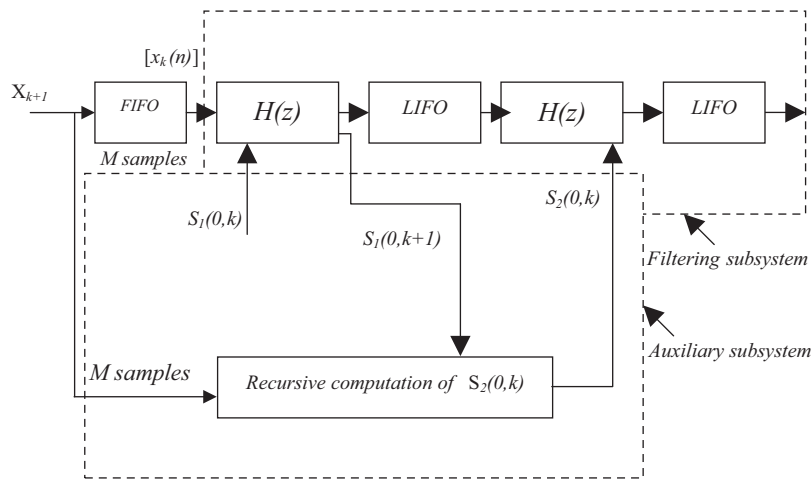 [x_k(n)]
X_{k+1}
FIFO
H(z)
LIFO
H(z)
LIFO
M samples
S_1(0,k)
S_1(0,k+1)
S_2(0,k)
Filtering subsystem
Auxiliary subsystem
M samples
Recursive computation of S_2(0,k)